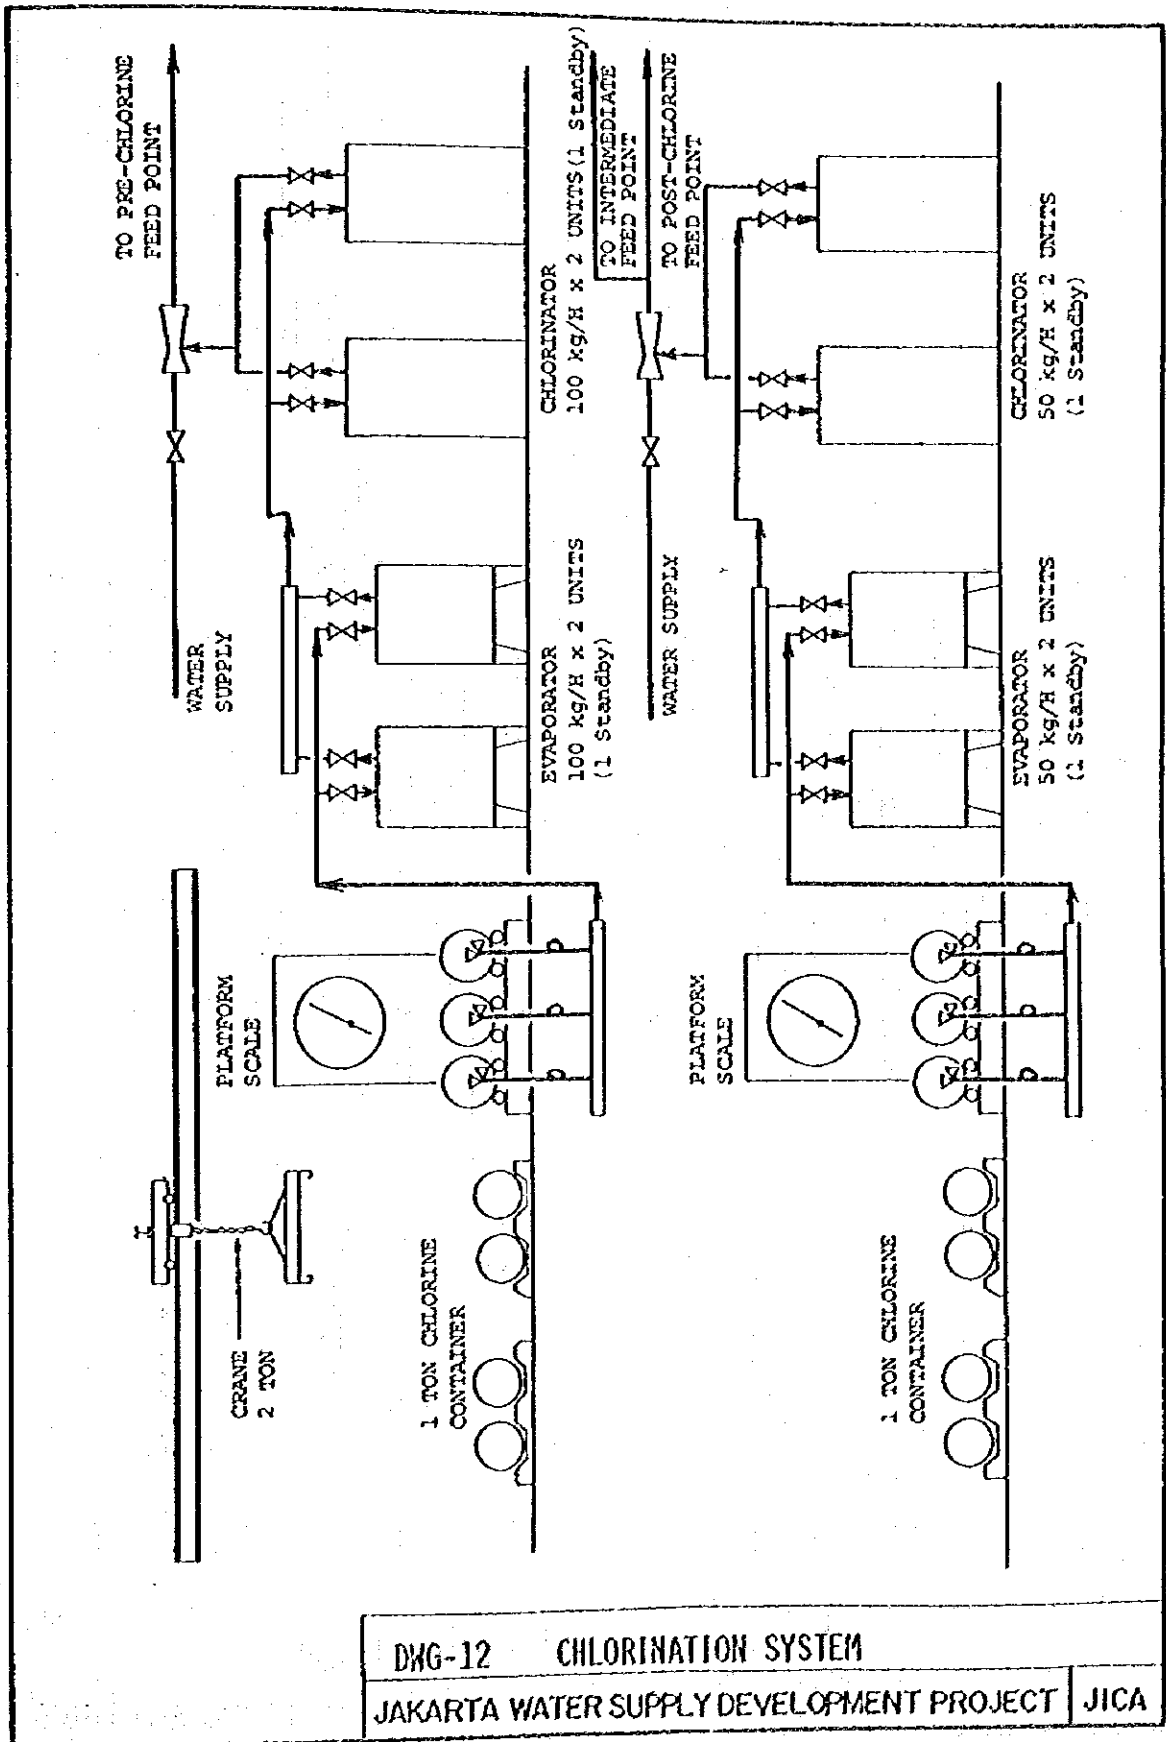 TO PRE-CHLORINE
FEED POINT
WATER
SUPPLY
CHLORINATOR
100 kg/H x 2 UNITS(1 Standby)
EVAPORATOR
100 kg/H x 2 UNITS
(1 Standby)
PLATFORM
SCALE
CRANE
2 TON
1 TON CHLORINE
CONTAINER
TO INTERMEDIATE
FEED POINT
TO POST-CHLORINE
FEED POINT
WATER SUPPLY
CHLORINATOR
50 kg/H x 2 UNITS
(1 Standby)
EVAPORATOR
50 kg/H x 2 UNITS
(1 Standby)
PLATFORM
SCALE
1 TON CHLORINE
CONTAINER
DWG-12 CHLORINATION SYSTEM
JAKARTA WATER SUPPLY DEVELOPMENT PROJECT JICA